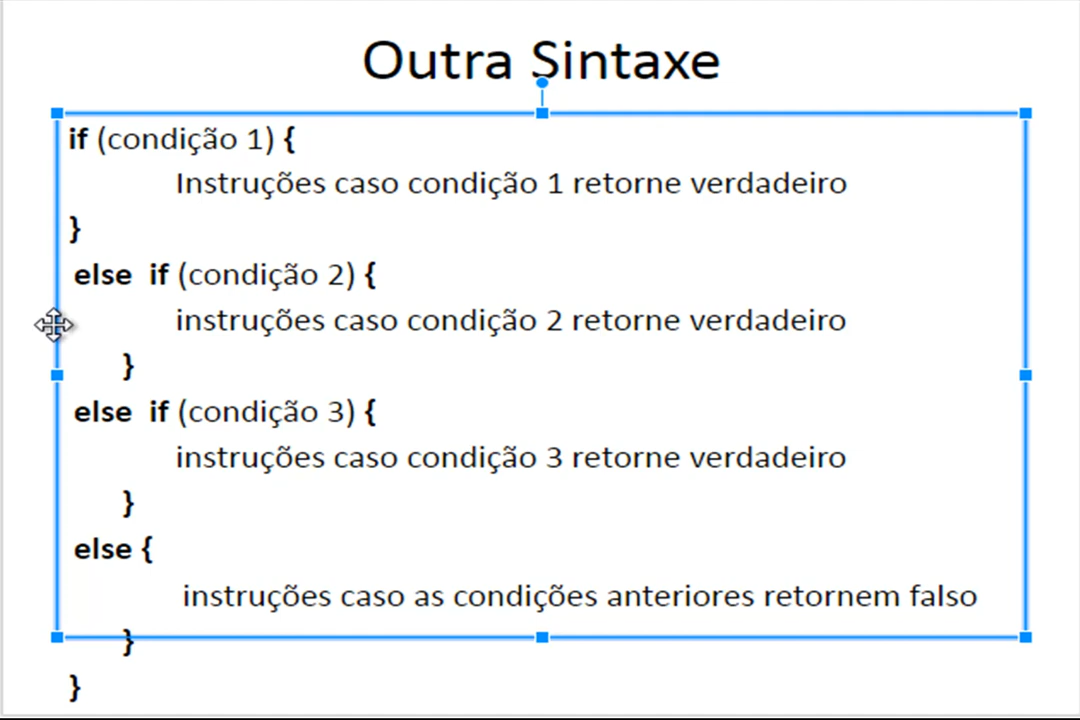 Outra Sintaxe
if (condição 1) {
Instruções caso condição 1 retorne verdadeiro
}
else if (condição 2) {
instruções caso condição 2 retorne verdadeiro
}
else if (condição 3) {
instruções caso condição 3 retorne verdadeiro
}
else {
instruções caso as condições anteriores retornem falso
}
}